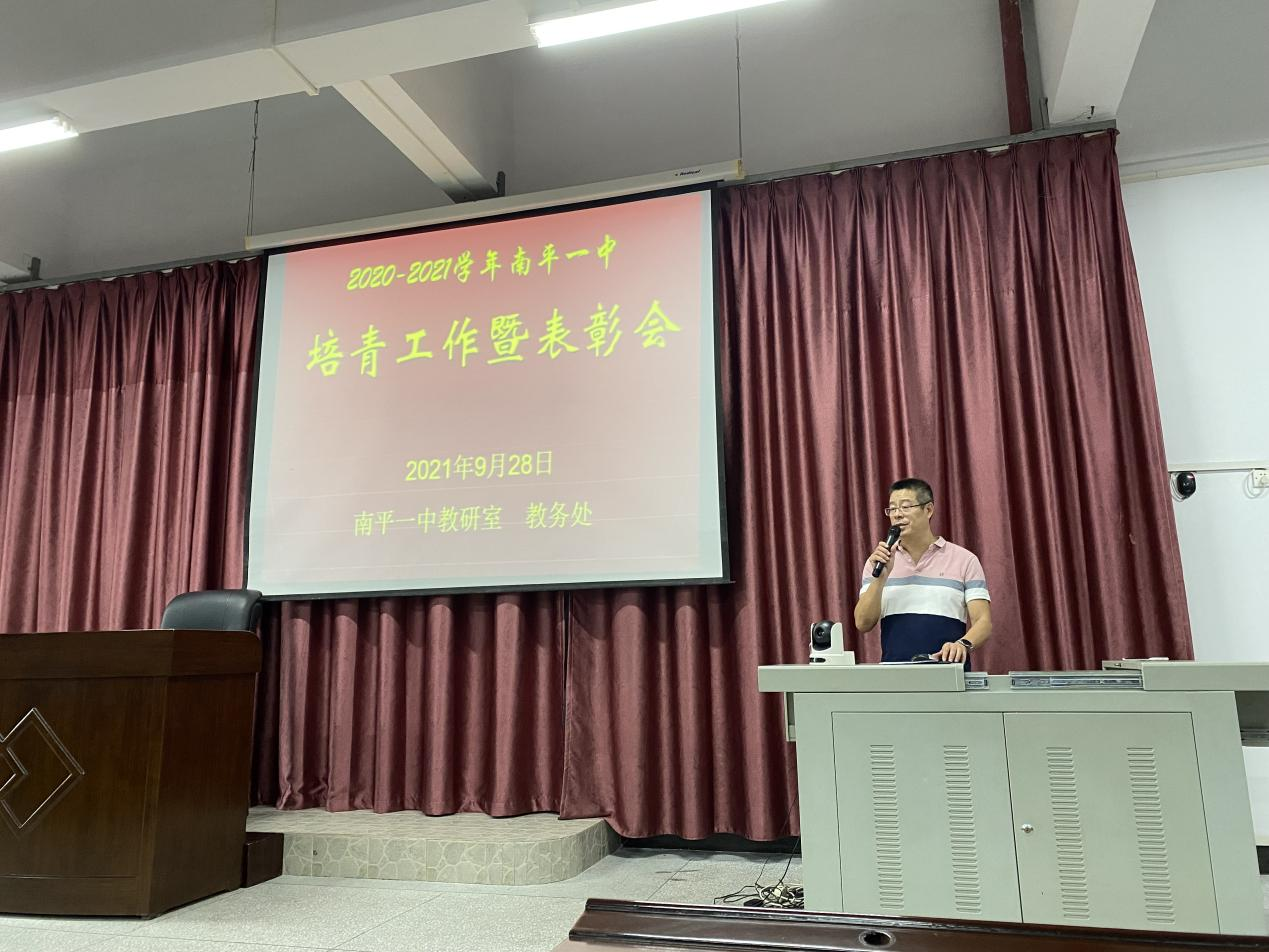 Redleaf
2020-2021学年南平一中
培青工作暨表彰会
2021年9月28日
南平一中教研室 教务处